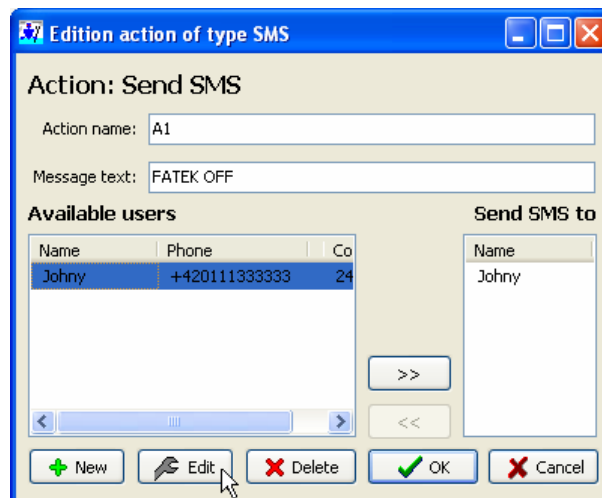 Edition action of type SMS
Action: Send SMS
Action name: A1
Message text: FATEK OFF
Available users Send SMS to
Name Phone Co Name
Johny +420111333333 24 Johny
>>
<<
New Edit Delete OK Cancel